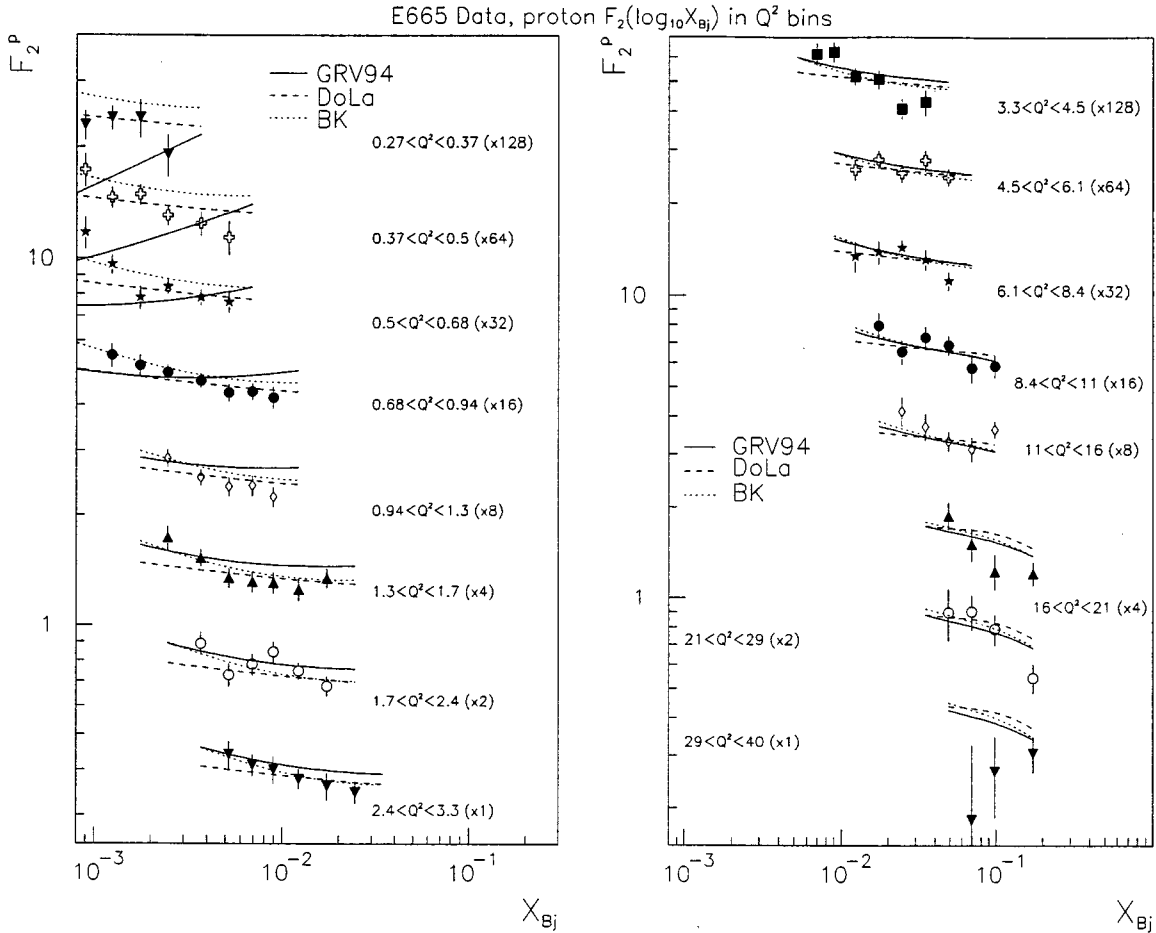 E665 Data, proton F₂(log₁₀X_Bj) in Q² bins
F₂ᵖ
GRV94
DoLa
BK
0.27<Q²<0.37 (x128)
0.37<Q²<0.5 (x64)
10
0.5<Q²<0.68 (x32)
0.68<Q²<0.94 (x16)
0.94<Q²<1.3 (x8)
1.3<Q²<1.7 (x4)
1
1.7<Q²<2.4 (x2)
2.4<Q²<3.3 (x1)
10⁻³ 10⁻² 10⁻¹
X_Bj
F₂ᵖ
3.3<Q²<4.5 (x128)
4.5<Q²<6.1 (x64)
6.1<Q²<8.4 (x32)
10
8.4<Q²<11 (x16)
GRV94
11<Q²<16 (x8)
DoLa
BK
1
16<Q²<21 (x4)
21<Q²<29 (x2)
29<Q²<40 (x1)
10⁻³ 10⁻² 10⁻¹
X_Bj